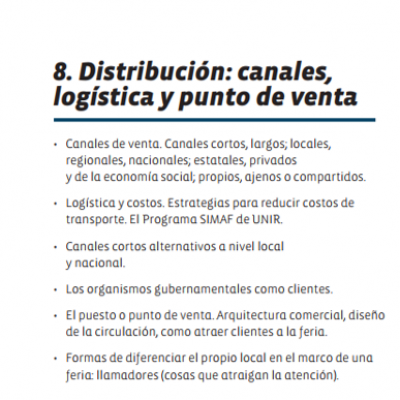 8. Distribución: canales,
logística y punto de venta
• Canales de venta. Canales cortos, largos; locales,
regionales, nacionales; estatales, privados
y de la economía social; propios, ajenos o compartidos.
• Logística y costos. Estrategias para reducir costos de
transporte. El Programa SIMAF de UNIR.
• Canales cortos alternativos a nivel local
y nacional.
• Los organismos gubernamentales como clientes.
• El puesto o punto de venta. Arquitectura comercial, diseño
de la circulación, como atraer clientes a la feria.
• Formas de diferenciar el propio local en el marco de una
feria: llamadores (cosas que atraigan la atención).